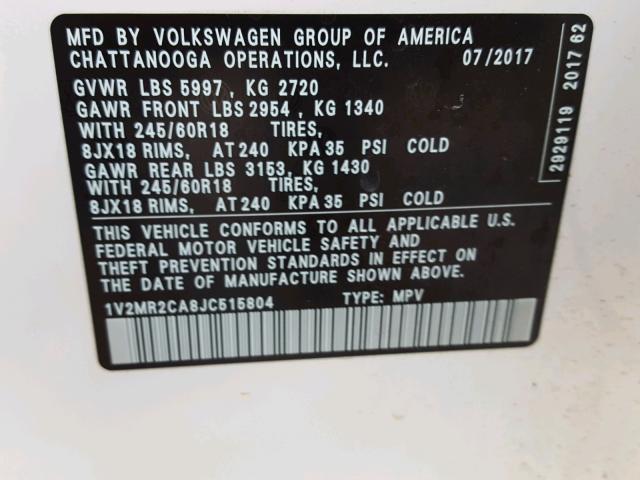 MFD BY VOLKSWAGEN GROUP OF AMERICA
CHATTANOOGA OPERATIONS, LLC. 07/2017
GVWR LBS 5997 , KG 2720
GAWR FRONT LBS 2954 , KG 1340
WITH 245/60R18 TIRES,
8JX18 RIMS, AT 240 KPA 35 PSI COLD
GAWR REAR LBS 3153, KG 1430
WITH 245/60R18 TIRES,
8JX18 RIMS, AT 240 KPA 35 PSI COLD
THIS VEHICLE CONFORMS TO ALL APPLICABLE U.S.
FEDERAL MOTOR VEHICLE SAFETY AND
THEFT PREVENTION STANDARDS IN EFFECT ON
THE DATE OF MANUFACTURE SHOWN ABOVE.
1V2MR2CA8JC515804 TYPE: MPV
2929119 2017 62